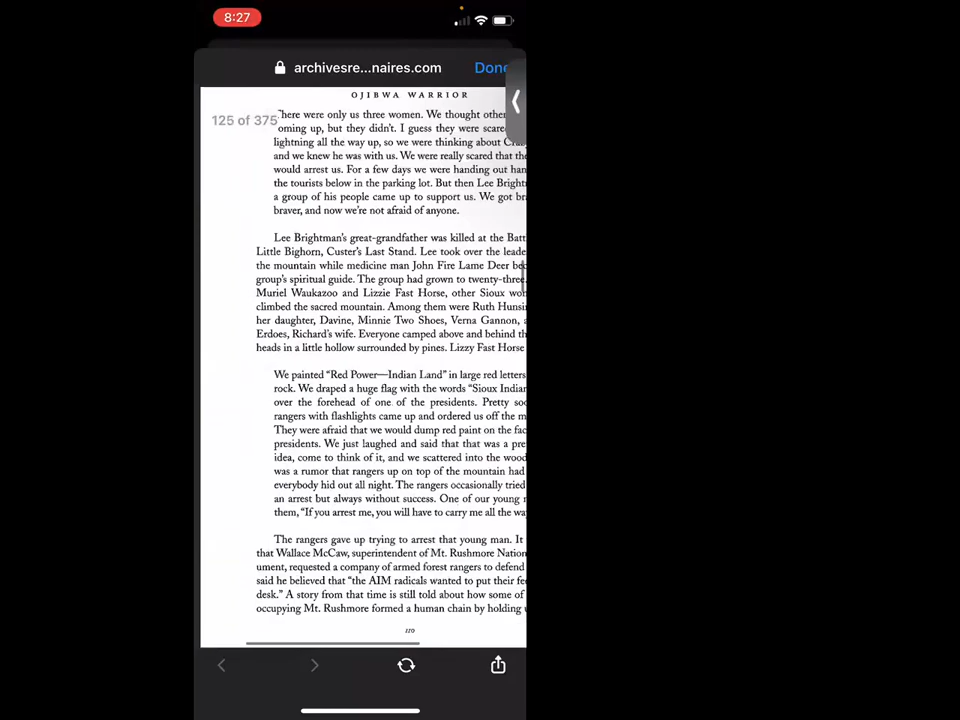 8:27
archivesre...naires.com
Done
OJIBWA WARRIOR
125 of 375
here were only us three women. We thought other
oming up, but they didn't. I guess they were scared
lightning all the way up, so we were thinking about
and we knew he was with us. We were really scared that the
would arrest us. For a few days we were handing out han
the tourists below in the parking lot. But then Lee Bright
a group of his people came up to support us. We got bra
braver, and now we're not afraid of anyone.
Lee Brightman's great-grandfather was killed at the Batt
Little Bighorn, Custer's Last Stand. Lee took over the leade
the mountain while medicine man John Fire Lame Deer be
group's spiritual guide. The group had grown to twenty-three.
Muriel Waukazoo and Lizzie Fast Horse, other Sioux wo
climbed the sacred mountain. Among them were Ruth Hunsi
her daughter, Davine, Minnie Two Shoes, Verna Gannon, a
Erdoes, Richard's wife. Everyone camped above and behind th
heads in a little hollow surrounded by pines. Lizzy Fast Horse
We painted “Red Power—Indian Land” in large red letters
rock. We draped a huge flag with the words “Sioux Indian
over the forehead of one of the presidents. Pretty soo
rangers with flashlights came up and ordered us off the m
They were afraid that we would dump red paint on the fac
presidents. We just laughed and said that that was a pre
idea, come to think of it, and we scattered into the wood
was a rumor that rangers up on top of the mountain had
everybody hid out all night. The rangers occasionally tried
an arrest but always without success. One of our young
them, “If you arrest me, you will have to carry me all the wa
The rangers gave up trying to arrest that young man. It
that Wallace McCaw, superintendent of Mt. Rushmore Nation
ument, requested a company of armed forest rangers to defend
said he believed that “the AIM radicals wanted to put their fe
desk.” A story from that time is still told about how some of
occupying Mt. Rushmore formed a human chain by holding
110